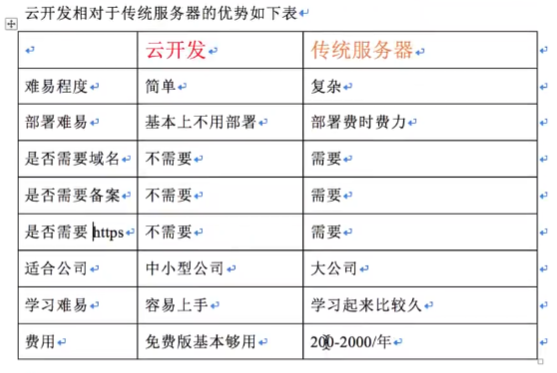 云开发相对于传统服务器的优势如下表
云开发 传统服务器
难易程度 简单 复杂
部署难易 基本上不用部署 部署费时费力
是否需要域名 不需要 需要
是否需要备案 不需要 需要
是否需要 https 不需要 需要
适合公司 中小型公司 大公司
学习难易 容易上手 学习起来比较久
费用 免费版基本够用 200-2000/年